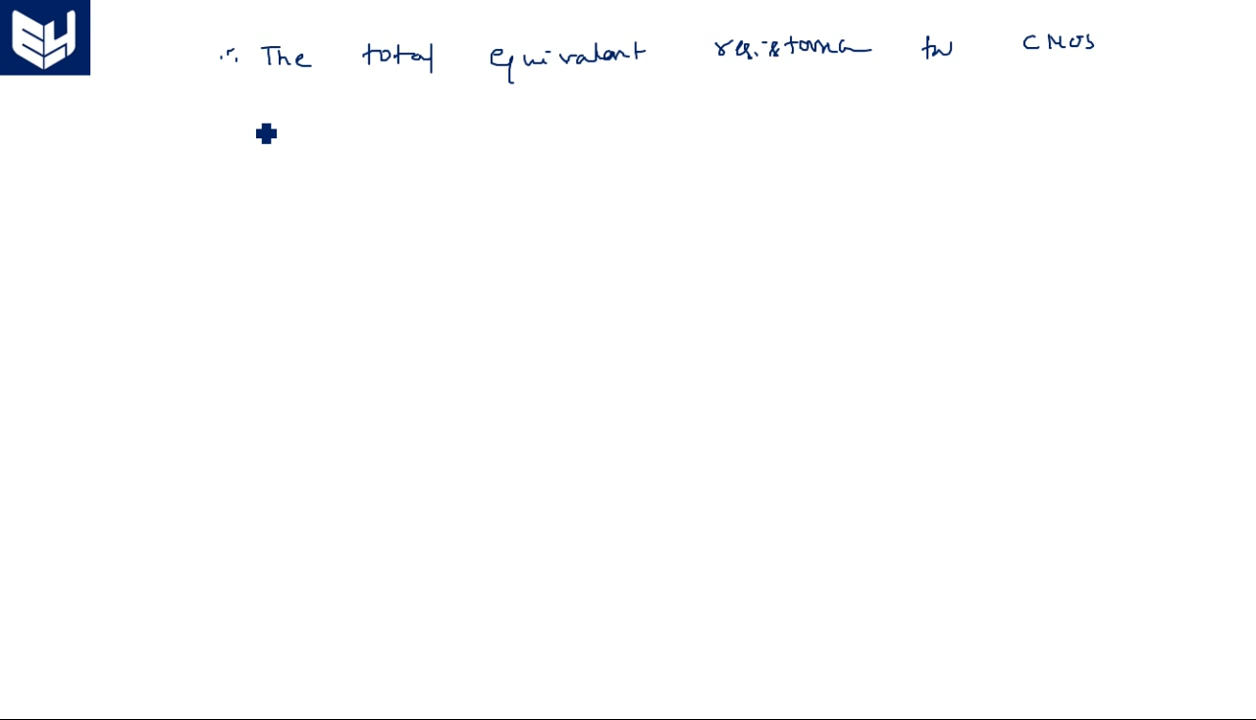 ∴ The total equivalent resistance for CMOS